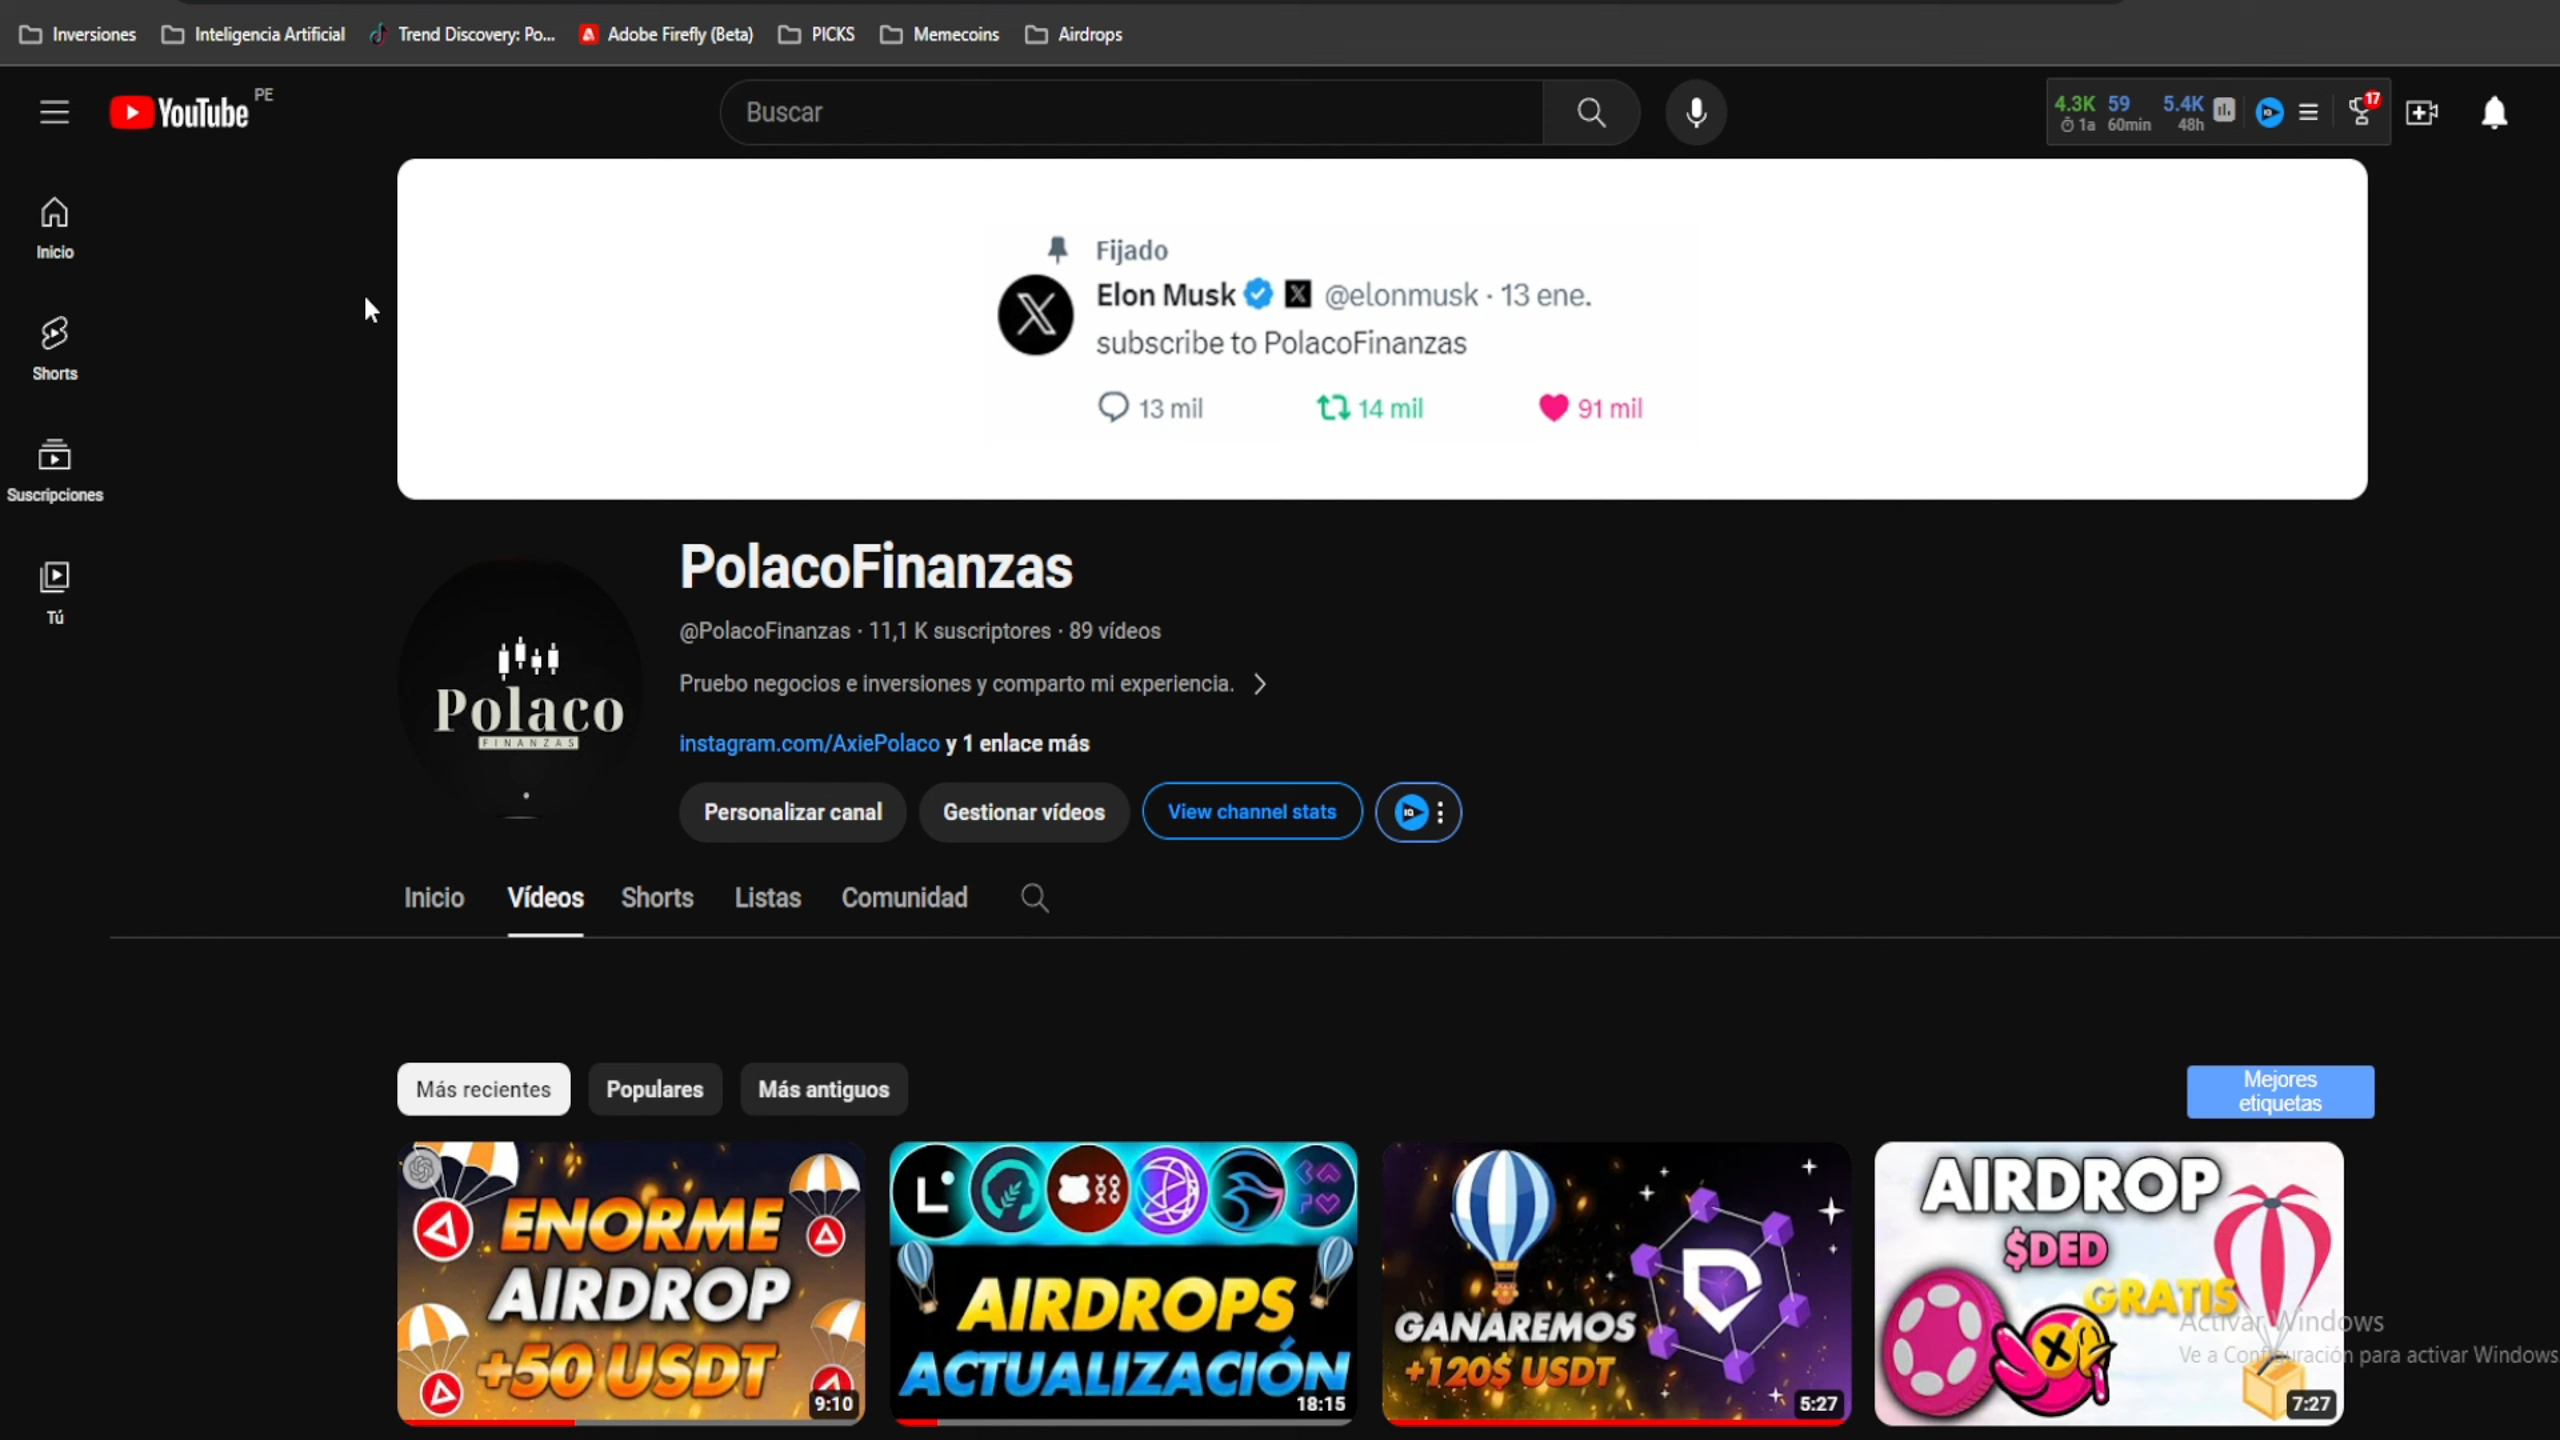 Inversiones
Inteligencia Artificial
Trend Discovery: Po...
Adobe Firefly (Beta)
PICKS
Memecoins
Airdrops
YouTube PE
Buscar
4.3K 59 5.4K 17
1a 60min 48h
Inicio
Shorts
Suscripciones
Tú
Fijado
Elon Musk @elonmusk · 13 ene.
subscribe to PolacoFinanzas
13 mil 14 mil 91 mil
Polaco
FINANZAS
PolacoFinanzas
@PolacoFinanzas · 11,1 K suscriptores · 89 vídeos
Pruebo negocios e inversiones y comparto mi experiencia.
instagram.com/AxiePolaco y 1 enlace más
Personalizar canal
Gestionar vídeos
View channel stats
Inicio Vídeos Shorts Listas Comunidad
Más recientes
Populares
Más antiguos
Mejores
etiquetas
ENORME
AIRDROP
+50 USDT
9:10
AIRDROPS
ACTUALIZACIÓN
18:15
GANAREMOS
+120$ USDT
5:27
AIRDROP
$DED
GRATIS
7:27
Activar Windows
Ve a Configuración para activar Windows